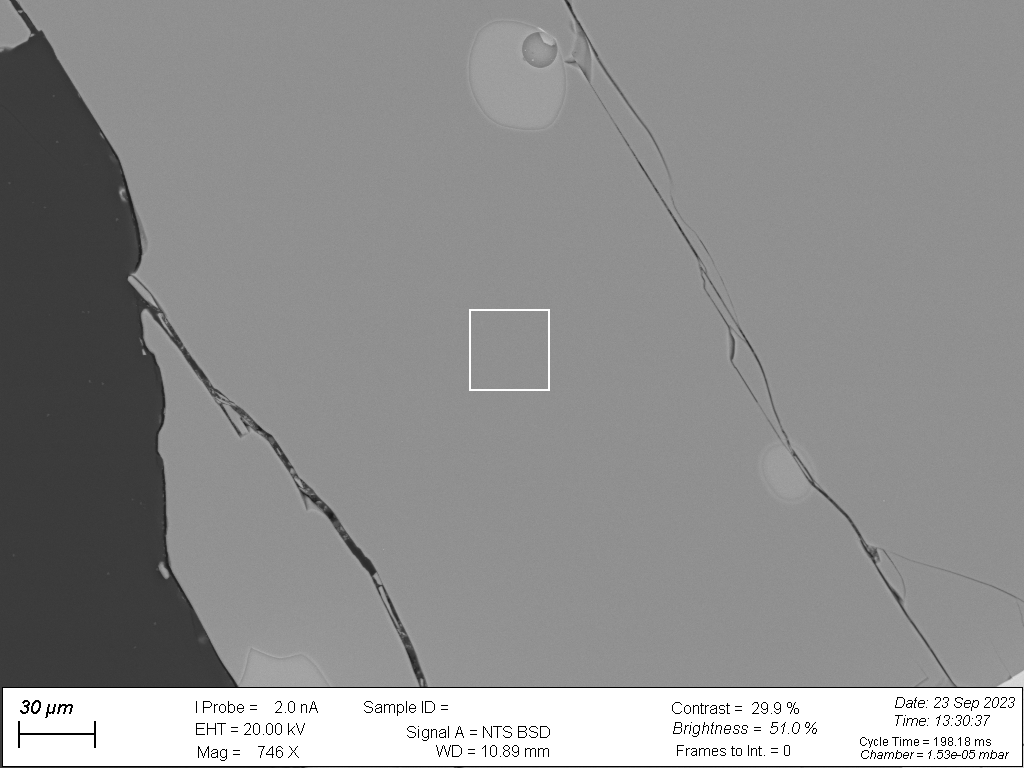 30 µm
I Probe = 2.0 nA
EHT = 20.00 kV
Mag = 746 X
Sample ID =
Signal A = NTS BSD
WD = 10.89 mm
Contrast = 29.9 %
Brightness = 51.0 %
Frames to Int. = 0
Date: 23 Sep 2023
Time: 13:30:37
Cycle Time = 198.18 ms
Chamber = 1.53e-05 mbar